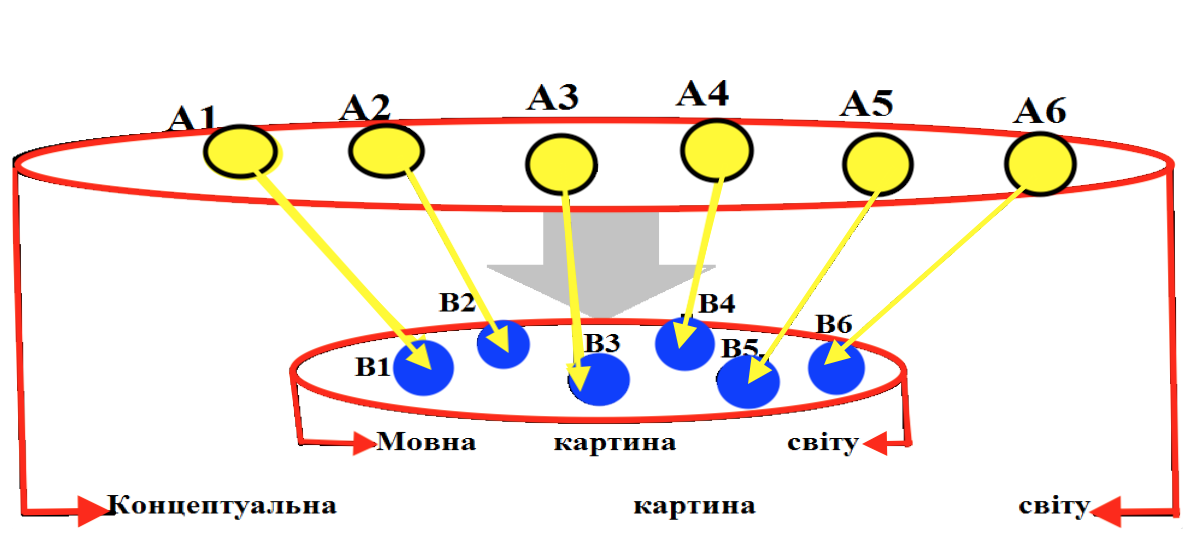 A1 A2 A3 A4 A5 A6
B2 B4
B6
B3
B5
B1
Мовна картина світу
Концептуальна картина світу